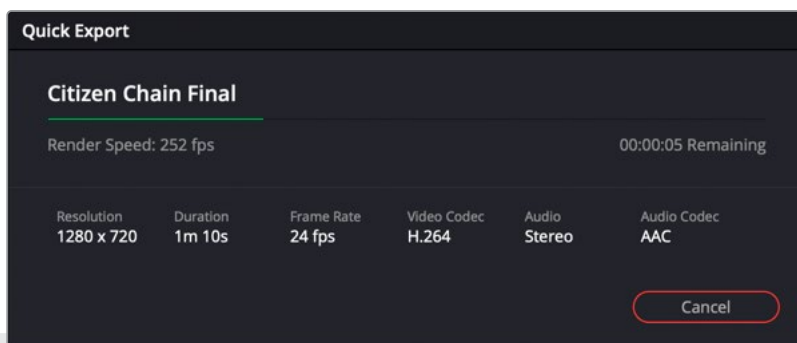 Quick Export
Citizen Chain Final
Render Speed: 252 fps 00:00:05 Remaining
Resolution Duration Frame Rate Video Codec Audio Audio Codec
1280 x 720 1m 10s 24 fps H.264 Stereo AAC
Cancel